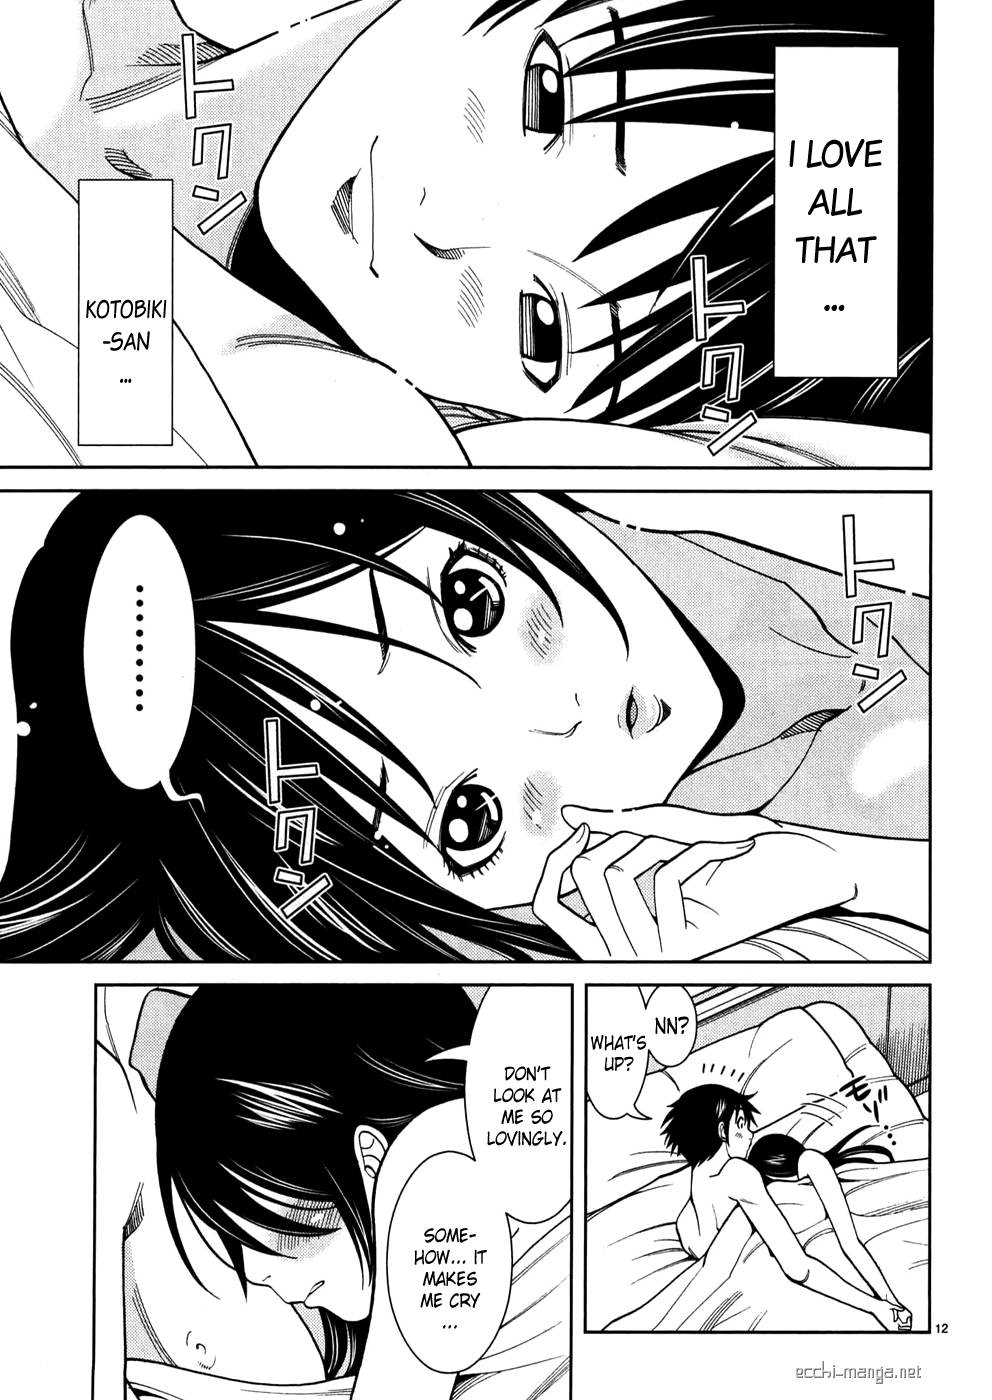 I LOVE
ALL
THAT
...
トクン
トクン
KOTOBIKI
-SAN
...
トクン
トクン
........
NN?
WHAT'S
UP?
モゾ...
DON'T
LOOK AT
ME SO
LOVINGLY.
SOME-
HOW... IT
MAKES
ME CRY
...
12
ecchi-manga.net